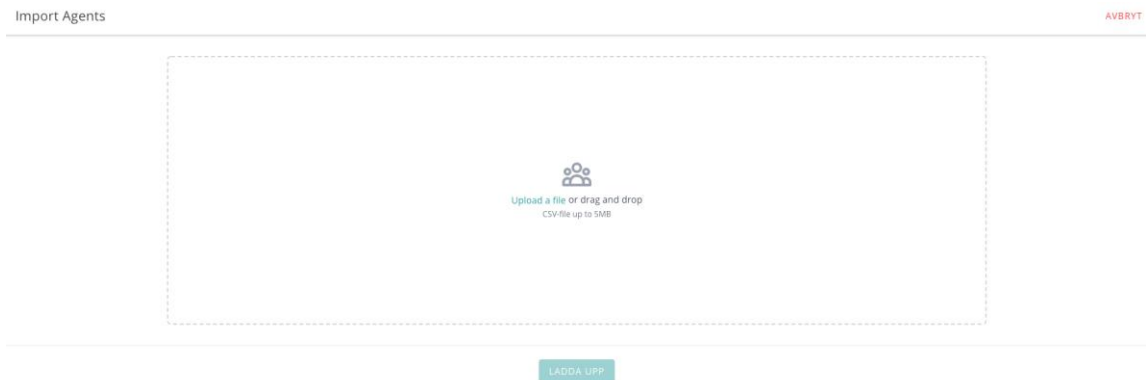 Import Agents
AVBRYT
Upload a file or drag and drop
CSV-file up to 5MB
LADDA UPP